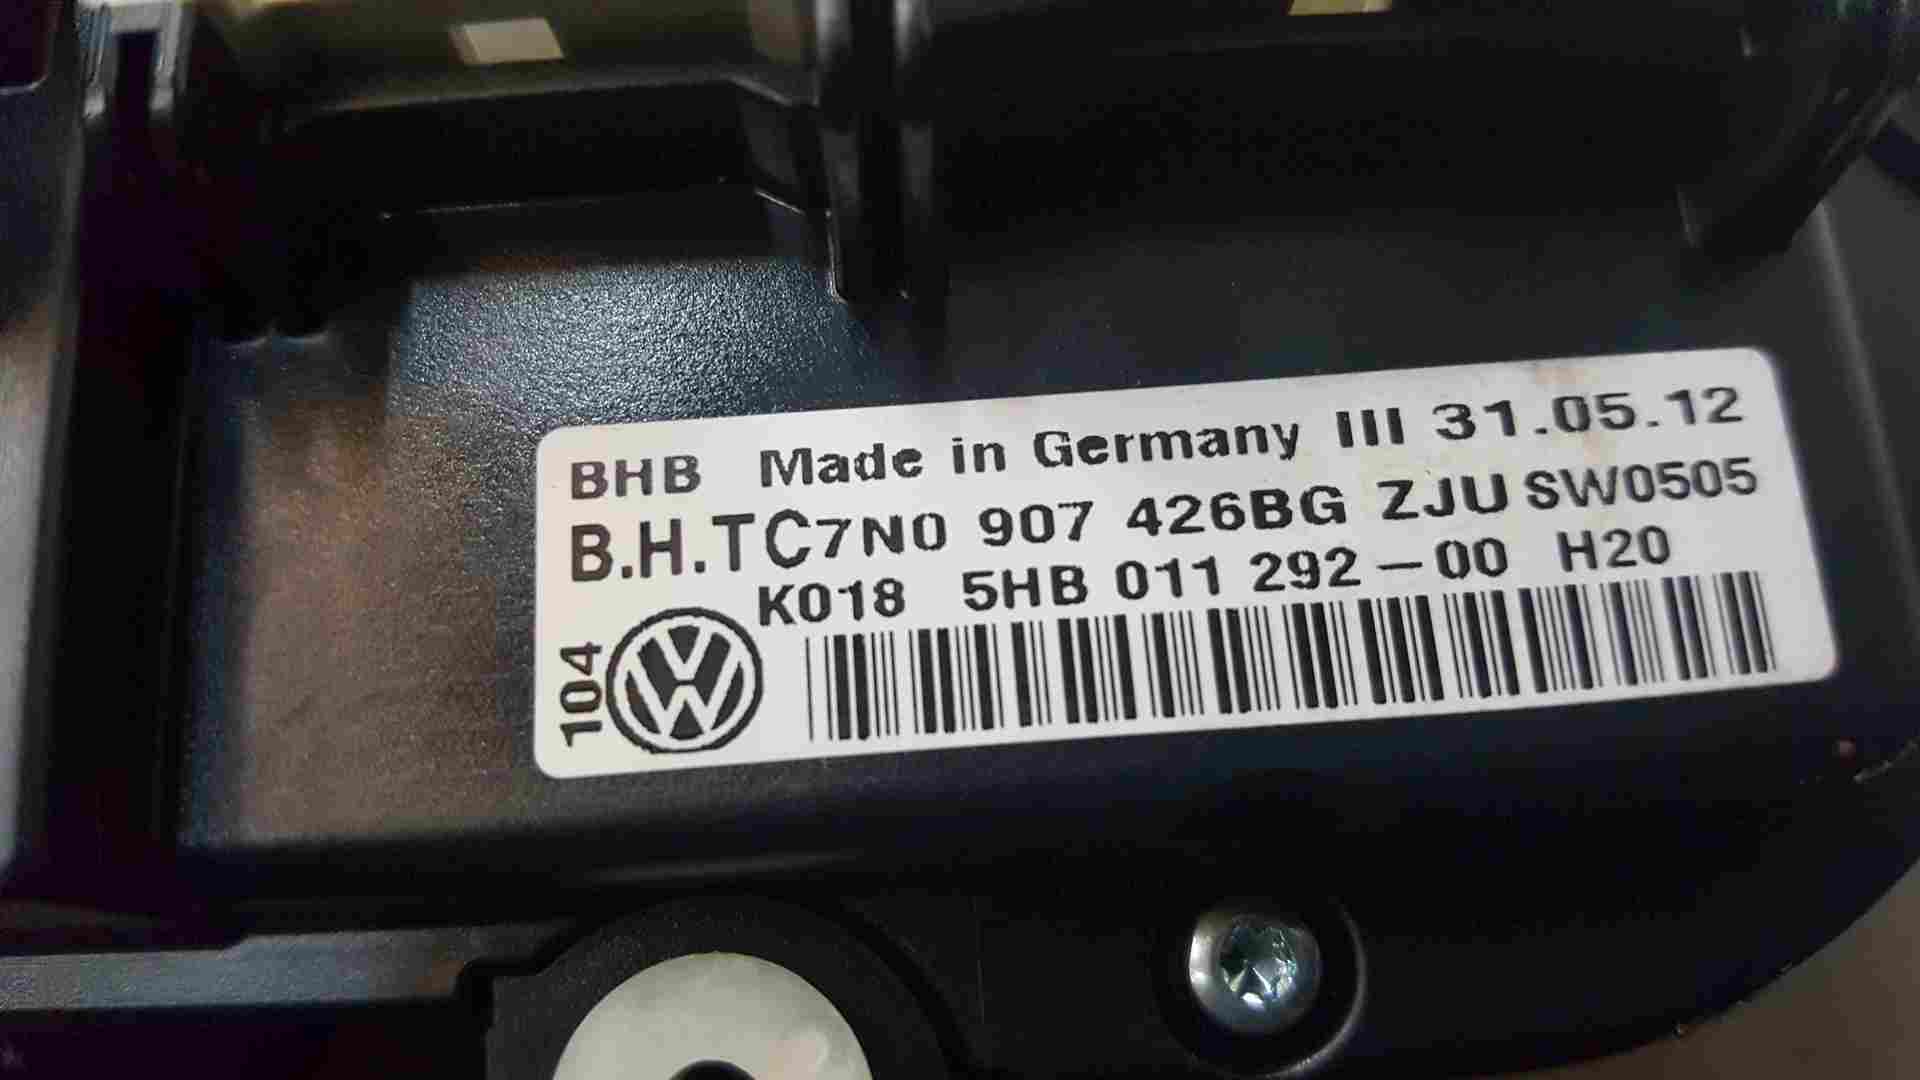 BHB Made in Germany III 31.05.12
B.H.TC7N0 907 426BG ZJU SW0505
K018 5HB 011 292-00 H20
104